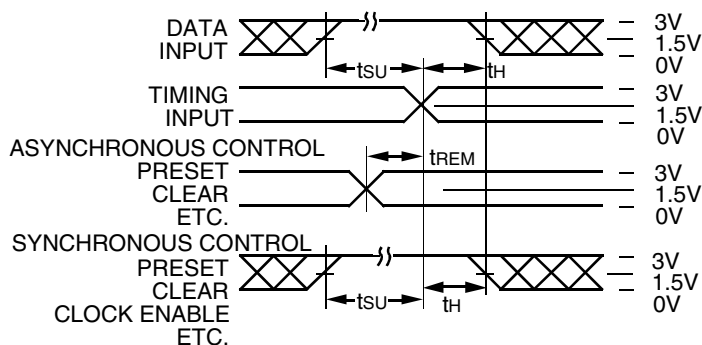 DATA
INPUT
3V
1.5V
0V
tSU
tH
TIMING
INPUT
3V
1.5V
0V
ASYNCHRONOUS CONTROL
PRESET
CLEAR
ETC.
tREM
3V
1.5V
0V
SYNCHRONOUS CONTROL
PRESET
CLEAR
CLOCK ENABLE
ETC.
3V
1.5V
0V
tSU
tH